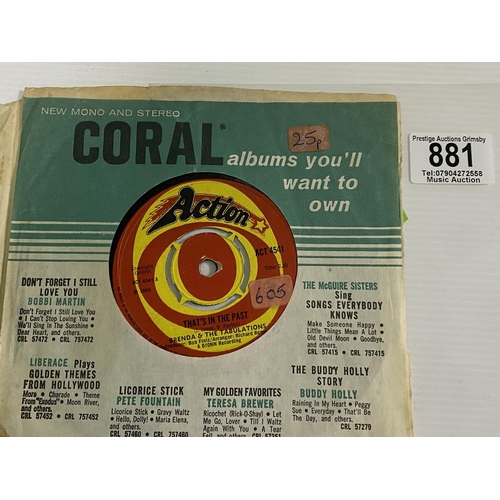 NEW MONO AND STEREO
CORAL®
albums you'll
want to
own
25p
Prestige Auctions Grimsby
881
Tel:07904272558
Music Auction
Action
ACT 4541
605
THAT'S IN THE PAST
BRENDA & THE TABULATIONS
A DIONN Recording
DON'T FORGET I STILL
LOVE YOU
BOBBI MARTIN
Don't Forget I Still Love You
• I Can't Stop Loving You •
We'll Sing In The Sunshine •
Dear Heart, and others.
CRL 57472 • CRL 757472
LIBERACE Plays
GOLDEN THEMES
FROM HOLLYWOOD
More • Charade • Theme
From "Exodus" • Moon River,
and others.
CRL 57452 • CRL 757452
LICORICE STICK
PETE FOUNTAIN
Licorice Stick • Gravy Waltz
• Hello, Dolly! • Maria Elena,
and others.
CRL 57460 • CRL 757460
MY GOLDEN FAVORITES
TERESA BREWER
Ricochet (Rick-O-Shay) • Let
Me Go, Lover • Till I Waltz
Again With You • A Tear
Fell, and others.
CRL 57351
THE McGUIRE SISTERS
Sing
SONGS EVERYBODY
KNOWS
Make Someone Happy •
Little Things Mean A Lot •
Old Devil Moon • Goodbye,
and others.
CRL 57415 • CRL 757415
THE BUDDY HOLLY
STORY
BUDDY HOLLY
Raining In My Heart • Peggy
Sue • Everyday • That'll Be
The Day, and others.
CRL 57279